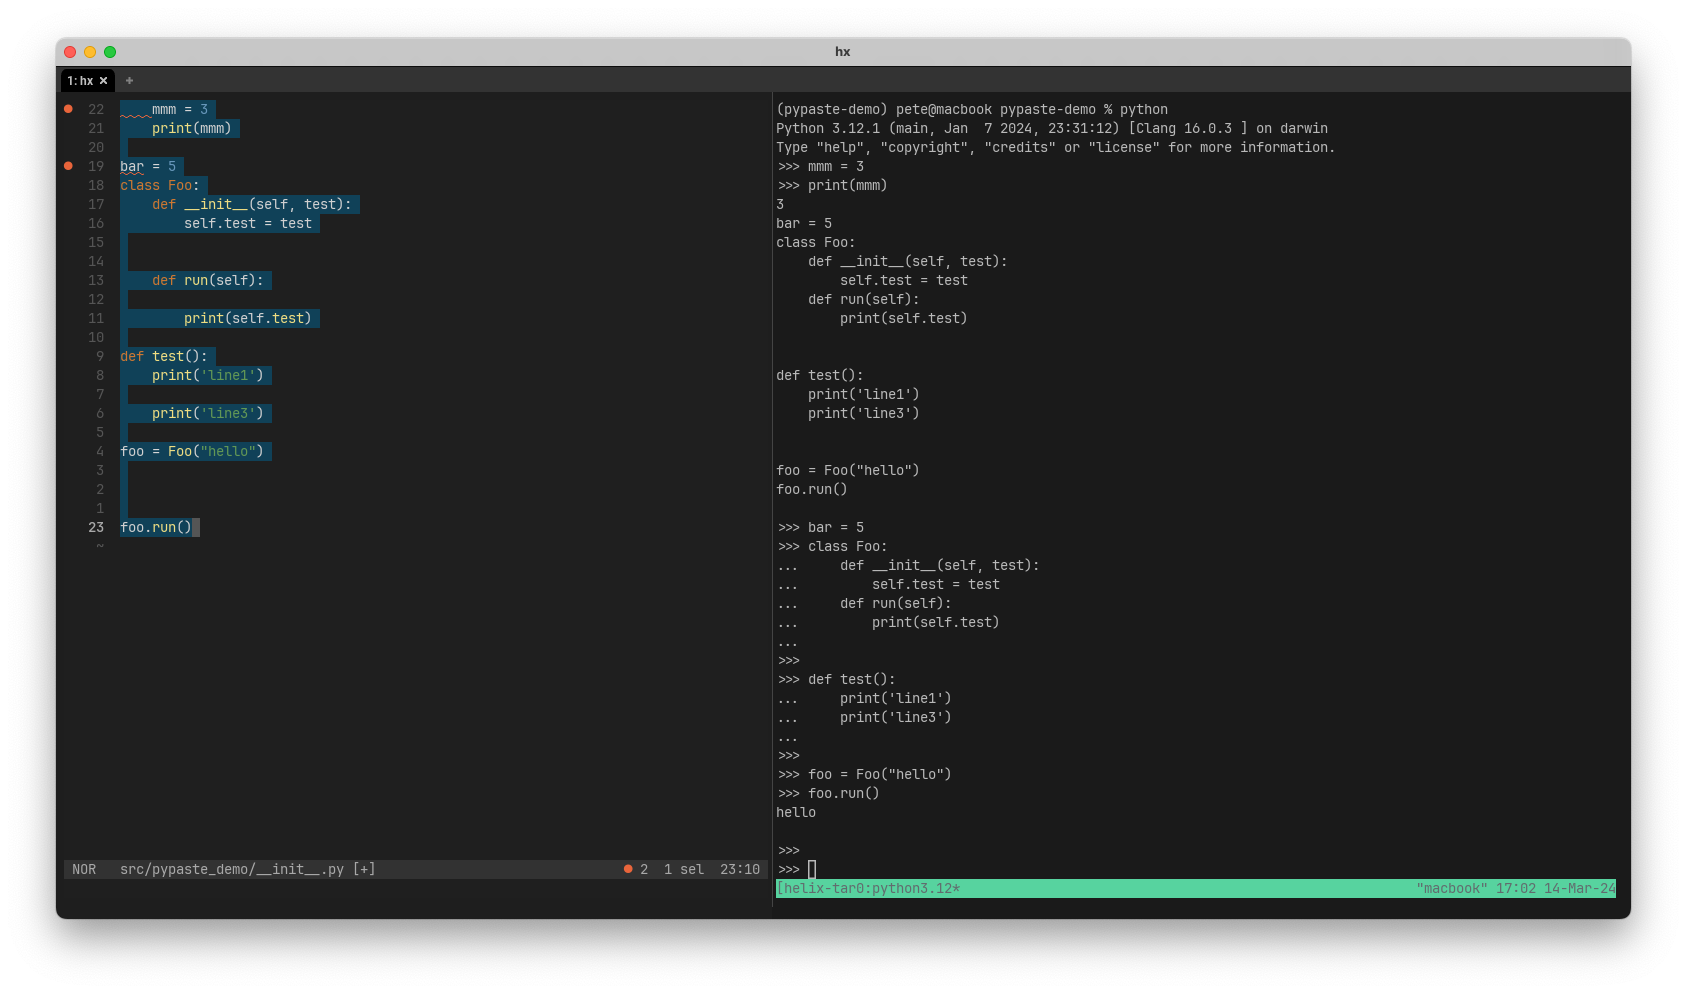 hx
1:hx × +
22     mmm = 3
21     print(mmm)
20
19 bar = 5
18 class Foo:
17     def __init__(self, test):
16         self.test = test
15
14
13     def run(self):
12
11         print(self.test)
10
9 def test():
8     print('line1')
7
6     print('line3')
5
4 foo = Foo("hello")
3
2
1
23 foo.run()
~
NOR   src/pypaste_demo/__init__.py [+] ● 2  1 sel  23:10
(pypaste-demo) pete@macbook pypaste-demo % python
Python 3.12.1 (main, Jan  7 2024, 23:31:12) [Clang 16.0.3 ] on darwin
Type "help", "copyright", "credits" or "license" for more information.
>>> mmm = 3
>>> print(mmm)
3
bar = 5
class Foo:
    def __init__(self, test):
        self.test = test
    def run(self):
        print(self.test)
def test():
    print('line1')
    print('line3')
foo = Foo("hello")
foo.run()
>>> bar = 5
>>> class Foo:
...     def __init__(self, test):
...         self.test = test
...     def run(self):
...         print(self.test)
...
>>>
>>> def test():
...     print('line1')
...     print('line3')
...
>>>
>>> foo = Foo("hello")
>>> foo.run()
hello
>>>
>>>
[helix-tar0:python3.12* "macbook" 17:02 14-Mar-24